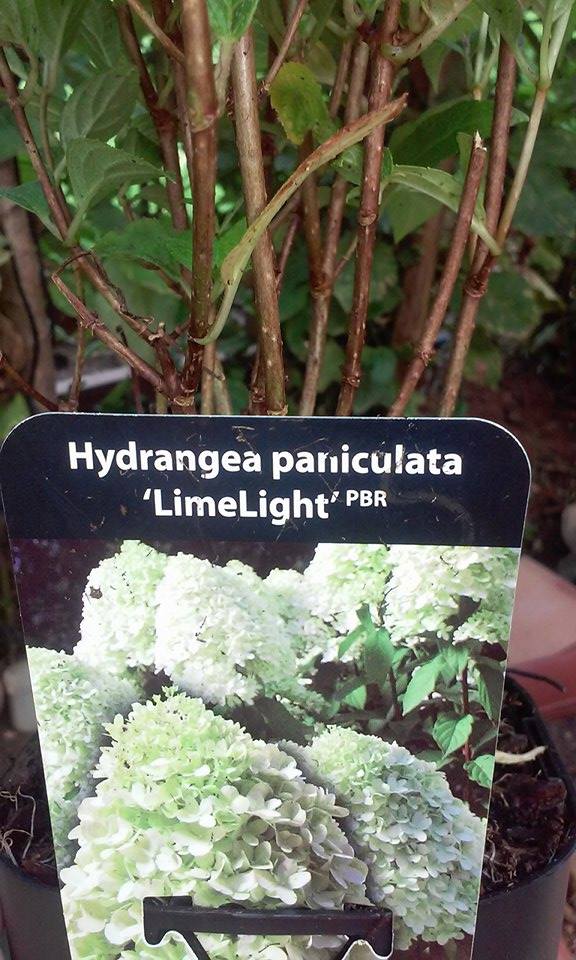 Hydrangea paniculata
‘LimeLight’ PBR